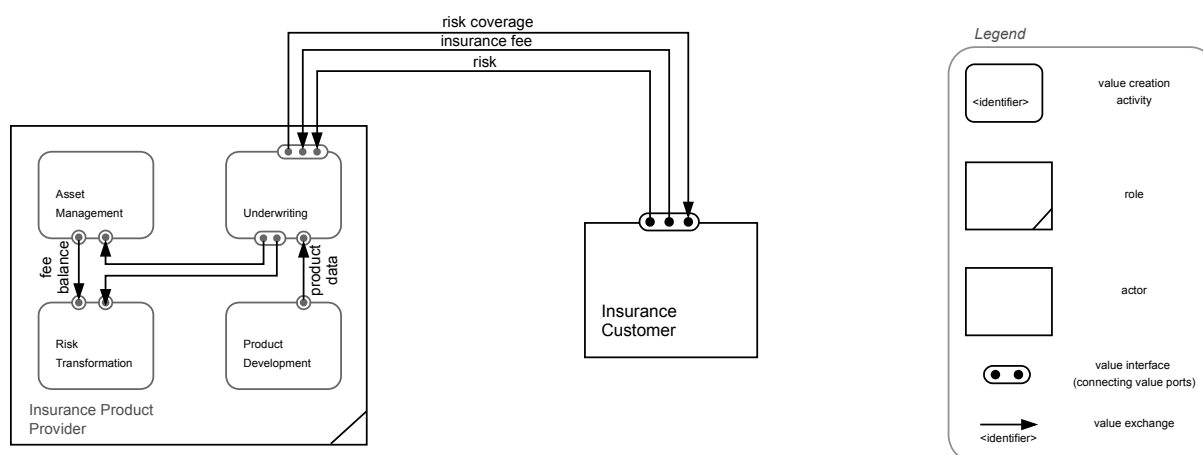 risk coverage
insurance fee
risk
Asset
Management
Underwriting
fee
balance
product
data
Risk
Transformation
Product
Development
Insurance Product
Provider
Insurance
Customer
Legend
<identifier>
value creation
activity
role
actor
value interface
(connecting value ports)
value exchange
<identifier>